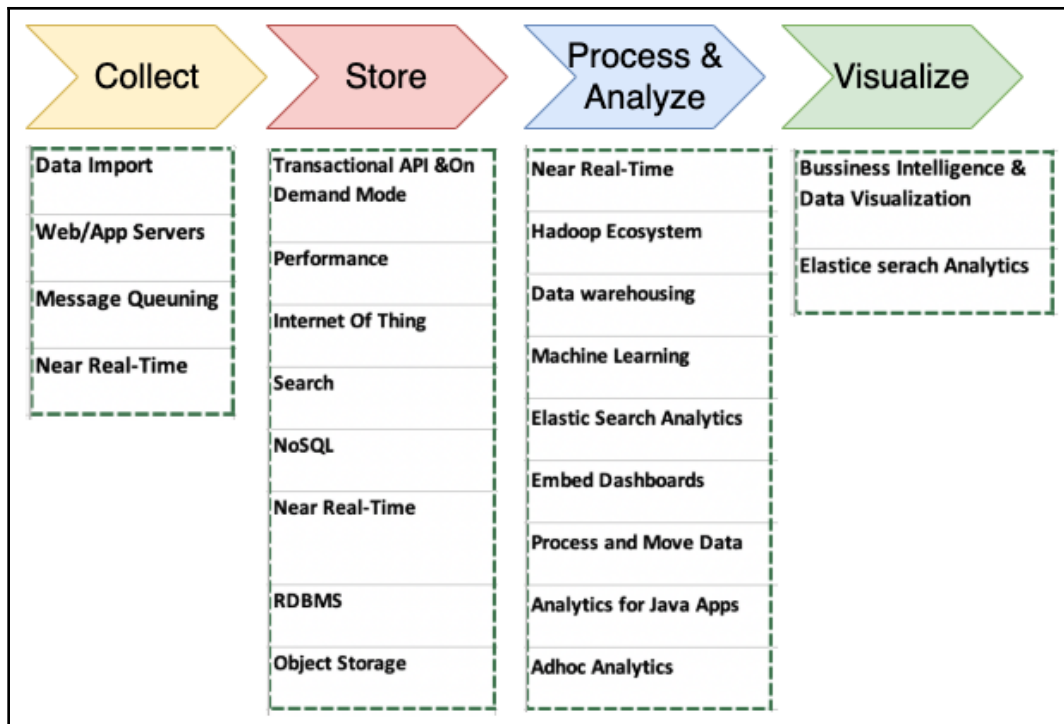 Collect
Store
Process &
Analyze
Visualize
Data Import
Web/App Servers
Message Queuning
Near Real-Time
Transactional API &On
Demand Mode
Performance
Internet Of Thing
Search
NoSQL
Near Real-Time
RDBMS
Object Storage
Near Real-Time
Hadoop Ecosystem
Data warehousing
Machine Learning
Elastic Search Analytics
Embed Dashboards
Process and Move Data
Analytics for Java Apps
Adhoc Analytics
Bussiness Intelligence &
Data Visualization
Elastice serach Analytics